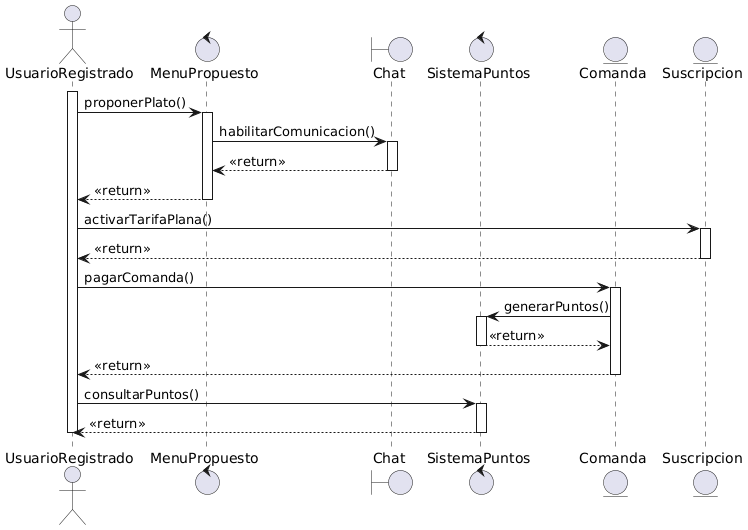 UsuarioRegistrado MenuPropuesto Chat SistemaPuntos Comanda Suscripcion
proponerPlato()
habilitarComunicacion()
«return»
«return»
activarTarifaPlana()
«return»
pagarComanda()
generarPuntos()
«return»
«return»
consultarPuntos()
«return»
UsuarioRegistrado MenuPropuesto Chat SistemaPuntos Comanda Suscripcion